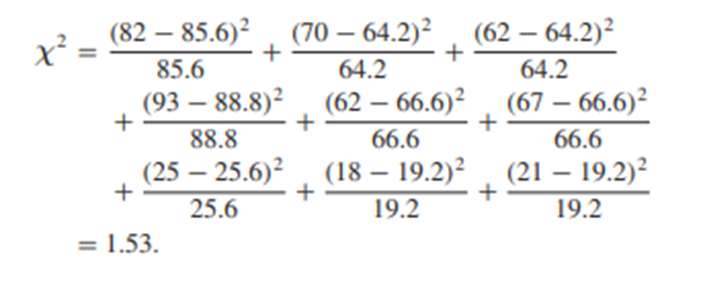 χ² = (82 – 85.6)²/85.6 + (70 – 64.2)²/64.2 + (62 – 64.2)²/64.2
+ (93 – 88.8)²/88.8 + (62 – 66.6)²/66.6 + (67 – 66.6)²/66.6
+ (25 – 25.6)²/25.6 + (18 – 19.2)²/19.2 + (21 – 19.2)²/19.2
= 1.53.